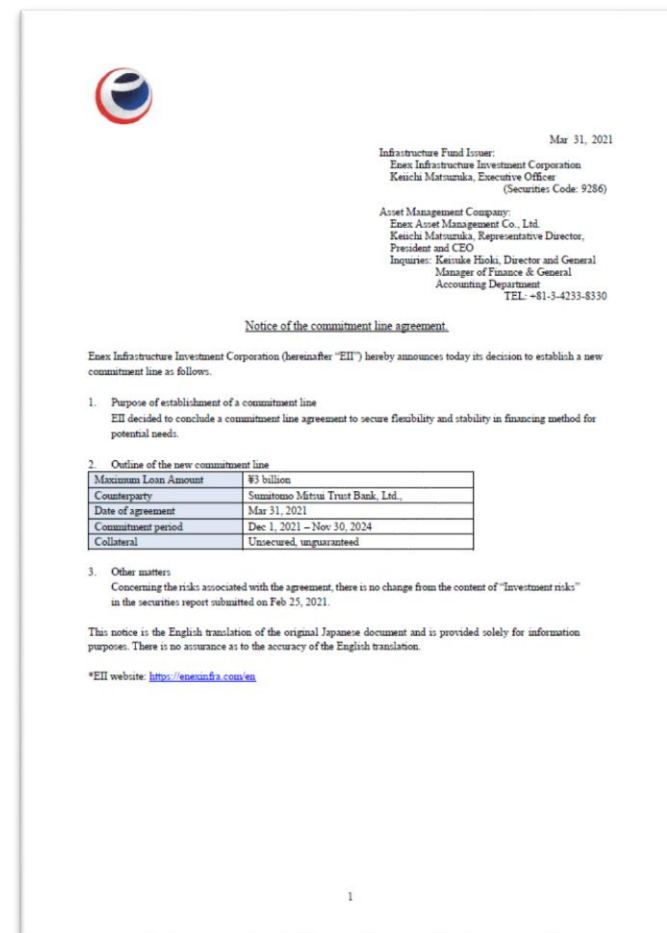 Mar 31, 2021
Infrastructure Fund Issuer:
Enex Infrastructure Investment Corporation
Keiichi Matsuzuka, Executive Officer
(Securities Code: 9286)
Asset Management Company:
Enex Asset Management Co., Ltd.
Keiichi Matsuzuka, Representative Director,
President and CEO
Inquiries: Keisuke Hioki, Director and General
Manager of Finance & General
Accounting Department
TEL: +81-3-4233-8330
Notice of the commitment line agreement.
Enex Infrastructure Investment Corporation (hereinafter “EII”) hereby announces today its decision to establish a new
commitment line as follows.
1. Purpose of establishment of a commitment line
EII decided to conclude a commitment line agreement to secure flexibility and stability in financing method for
potential needs.
2. Outline of the new commitment line
Maximum Loan Amount ¥3 billion
Counterparty Sumitomo Mitsui Trust Bank, Ltd.,
Date of agreement Mar 31, 2021
Commitment period Dec 1, 2021 – Nov 30, 2024
Collateral Unsecured, unguaranteed
3. Other matters
Concerning the risks associated with the agreement, there is no change from the content of “Investment risks”
in the securities report submitted on Feb 25, 2021.
This notice is the English translation of the original Japanese document and is provided solely for information
purposes. There is no assurance as to the accuracy of the English translation.
*EII website: https://enexinfra.com/en
1